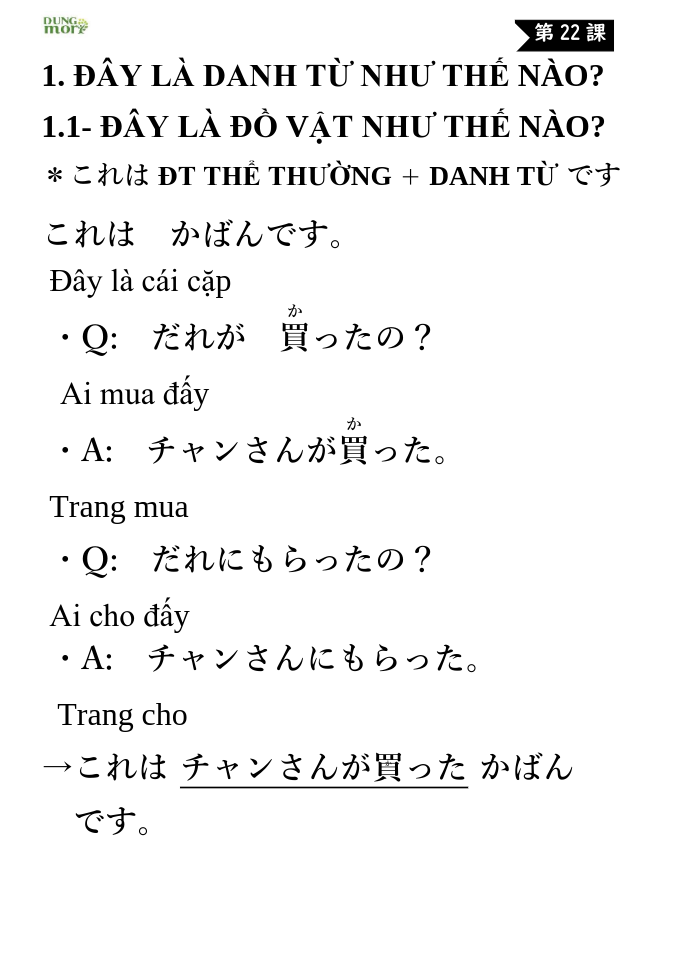 DUNG
mori
第 22 課
1. ĐÂY LÀ DANH TỪ NHƯ THẾ NÀO?
1.1- ĐÂY LÀ ĐỒ VẬT NHƯ THẾ NÀO?
＊これは ĐT THỂ THƯỜNG ＋ DANH TỪ です
これは　かばんです。
Đây là cái cặp
か
・Q:　だれが　買ったの？
Ai mua đấy
か
・A:　チャンさんが買った。
Trang mua
・Q:　だれにもらったの？
Ai cho đấy
・A:　チャンさんにもらった。
Trang cho
→これは チャンさんが買った かばん
です。